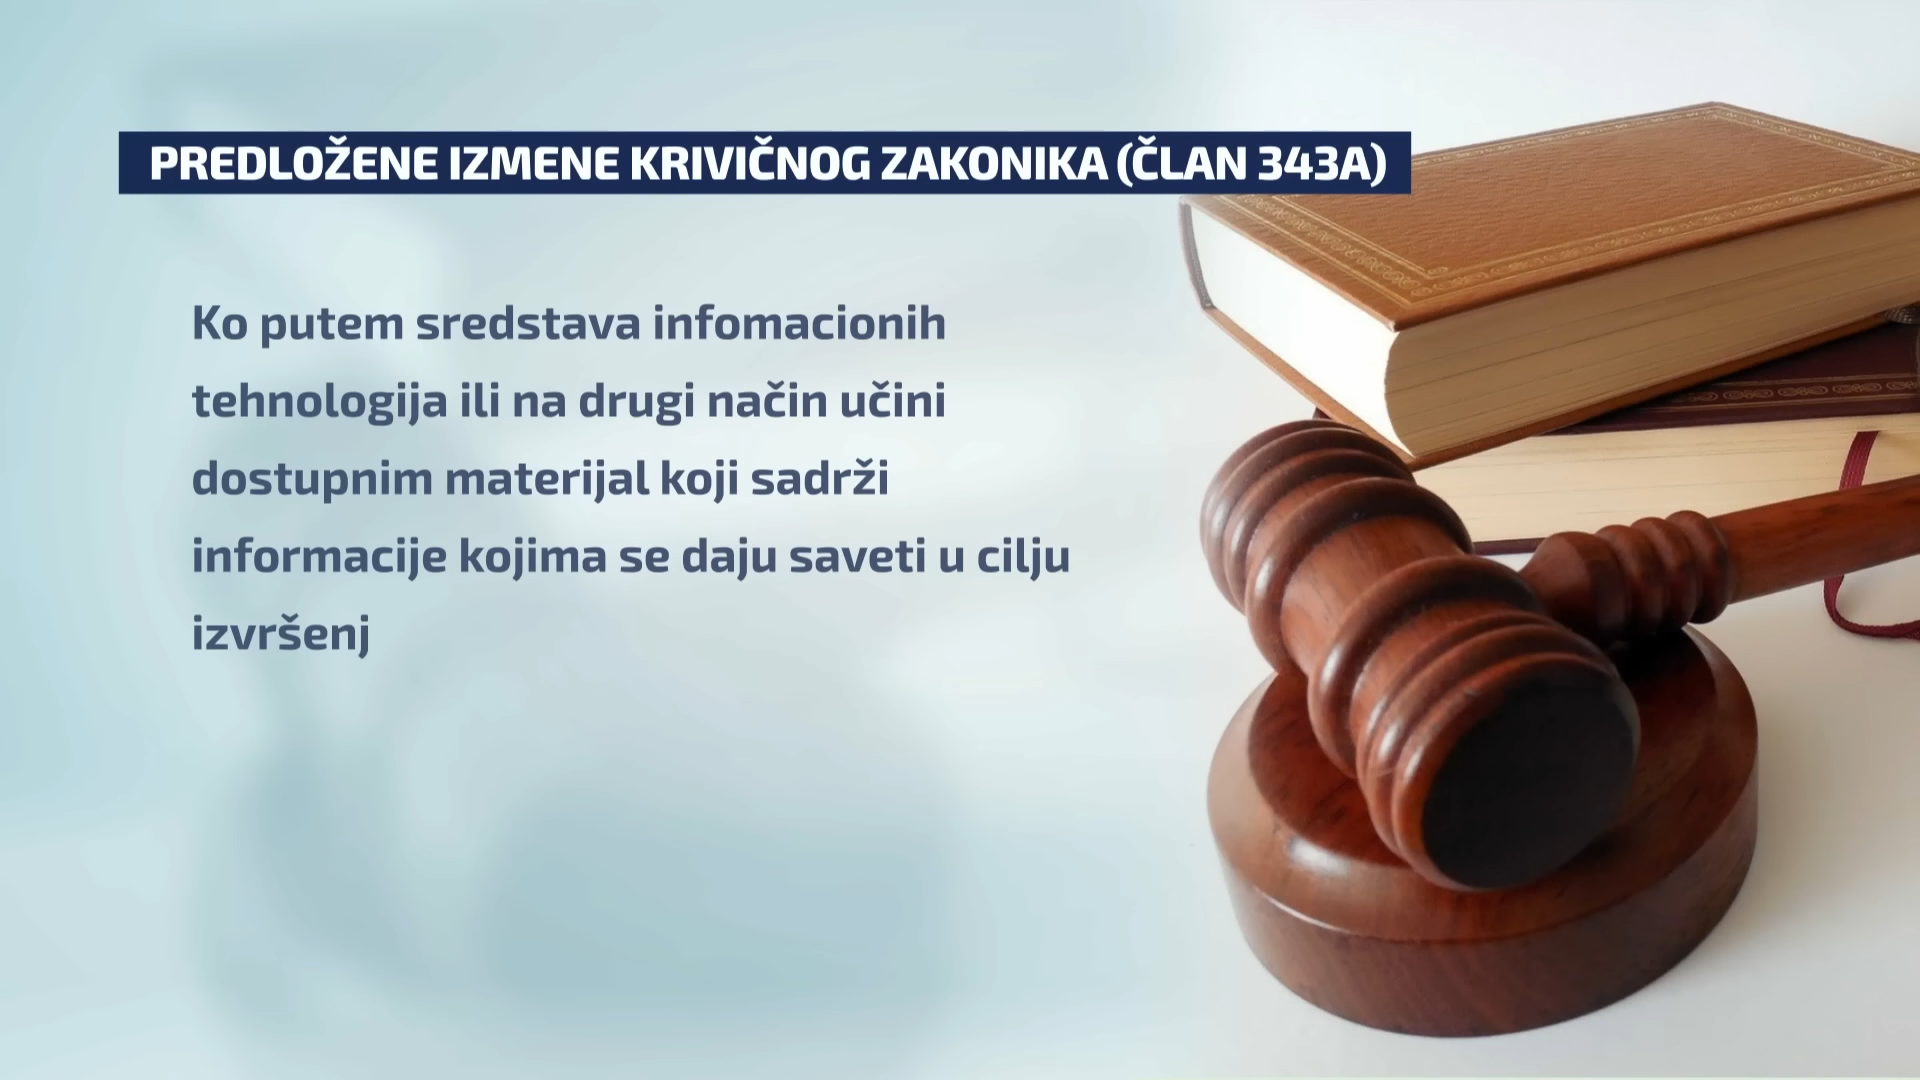 PREDLOŽENE IZMENE KRIVIČNOG ZAKONIKA (ČLAN 343A)
Ko putem sredstava infomacionih
tehnologija ili na drugi način učini
dostupnim materijal koji sadrži
informacije kojima se daju saveti u cilju
izvršenj